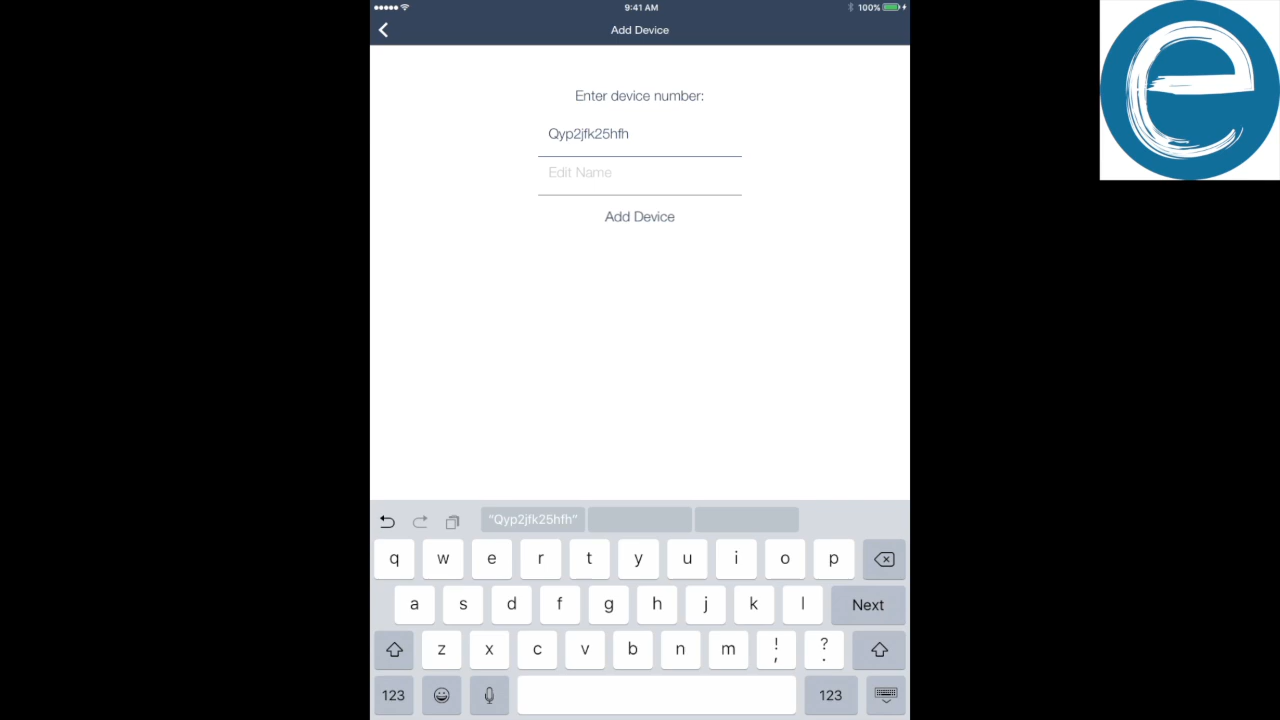 9:41 AM
100%
Add Device
Enter device number:
Qyp2jfk25hfh
Edit Name
Add Device
"Qyp2jfk25hfh"
q w e r t y u i o p
a s d f g h j k l Next
z x c v b n m ! , ? .
123 123
e